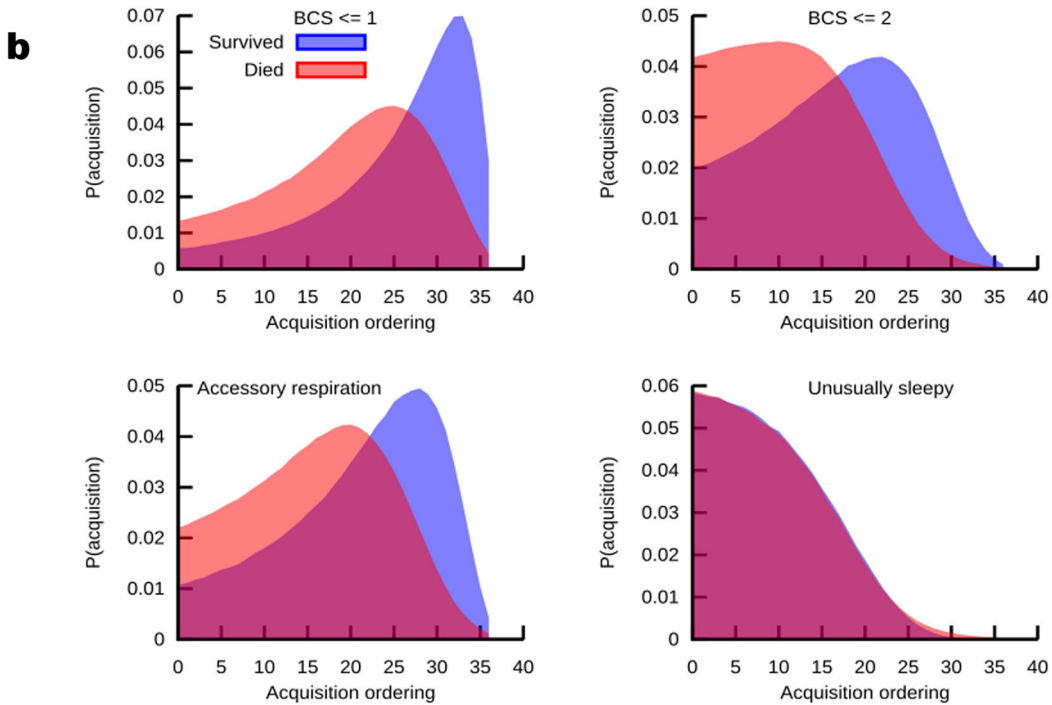 b
BCS <= 1
Survived
Died
P(acquisition)
0.07
0.06
0.05
0.04
0.03
0.02
0.01
0
0 5 10 15 20 25 30 35 40
Acquisition ordering
BCS <= 2
P(acquisition)
0.05
0.04
0.03
0.02
0.01
0
0 5 10 15 20 25 30 35 40
Acquisition ordering
Accessory respiration
P(acquisition)
0.05
0.04
0.03
0.02
0.01
0
0 5 10 15 20 25 30 35 40
Acquisition ordering
Unusually sleepy
P(acquisition)
0.06
0.05
0.04
0.03
0.02
0.01
0
0 5 10 15 20 25 30 35 40
Acquisition ordering